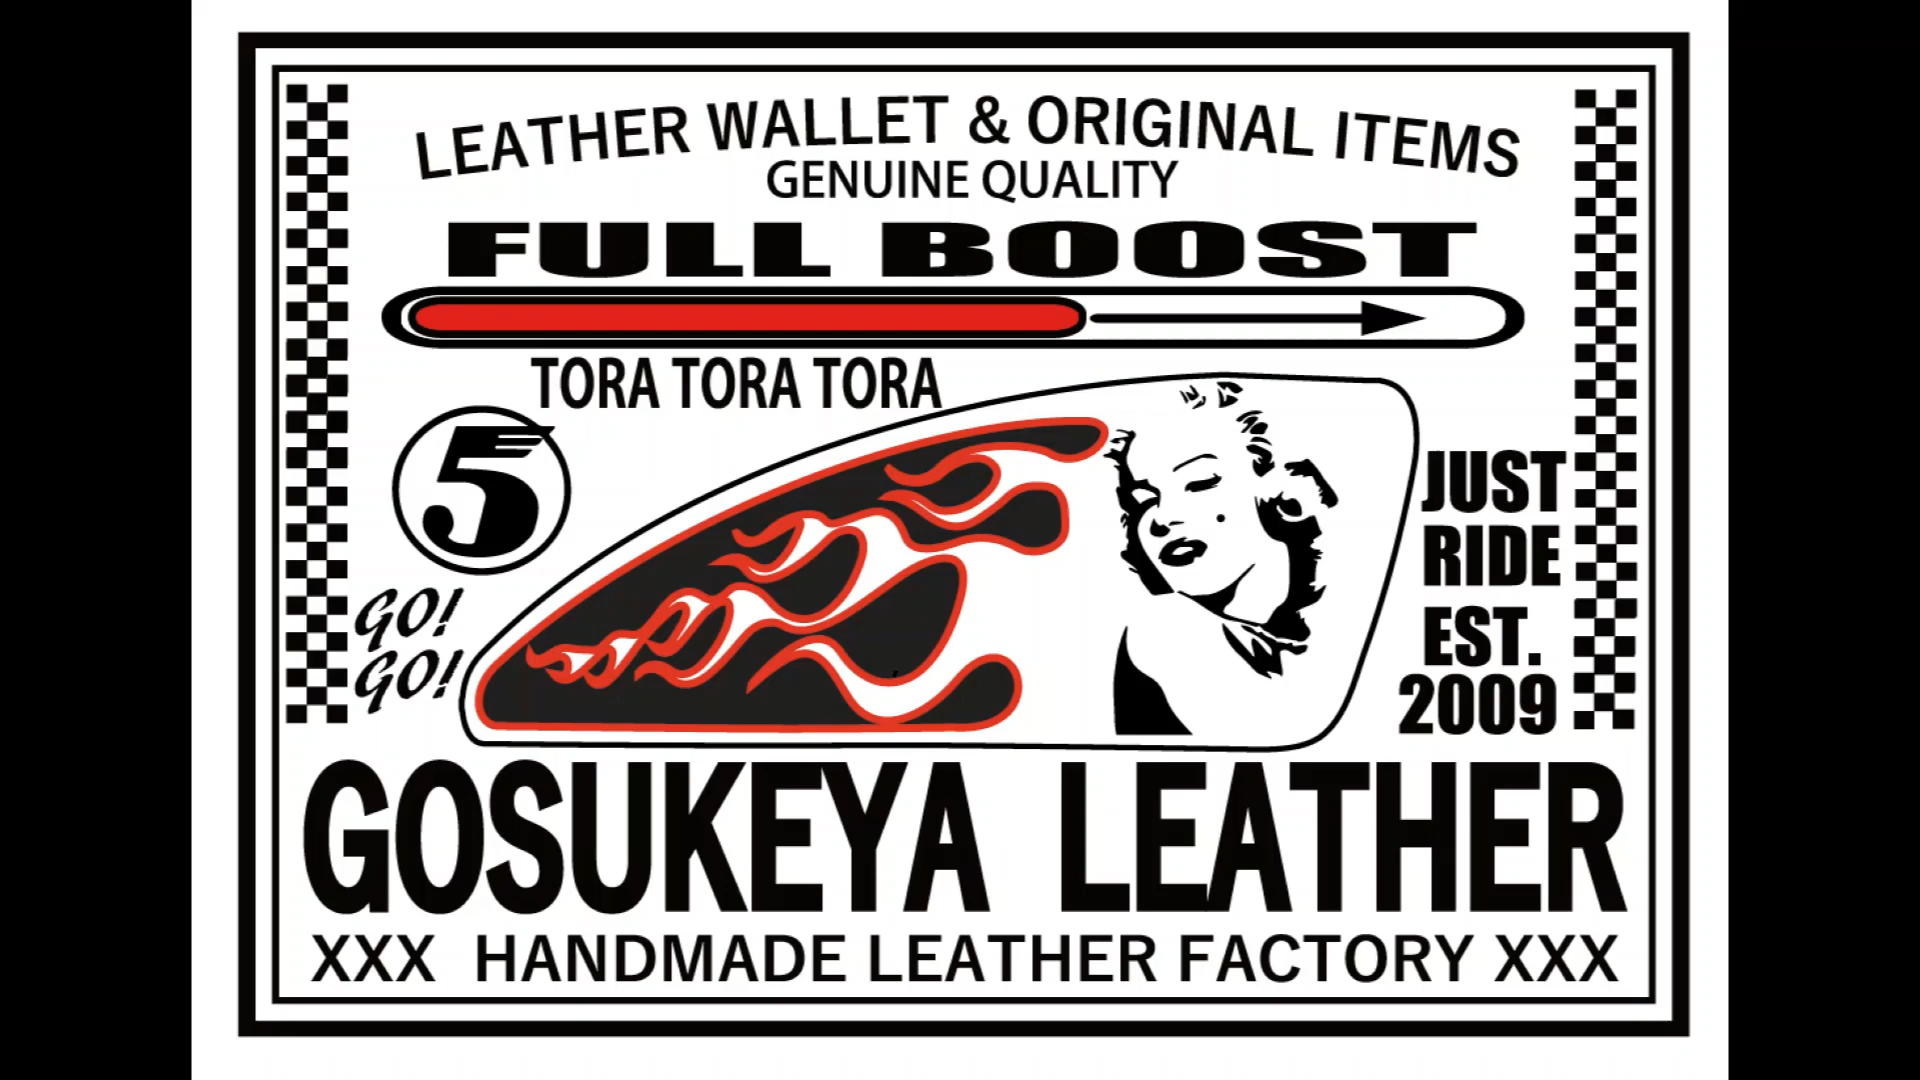 LEATHER WALLET & ORIGINAL ITEMS
GENUINE QUALITY
FULL BOOST
TORA TORA TORA
5
GO!
GO!
JUST
RIDE
EST.
2009
GOSUKEYA LEATHER
XXX HANDMADE LEATHER FACTORY XXX